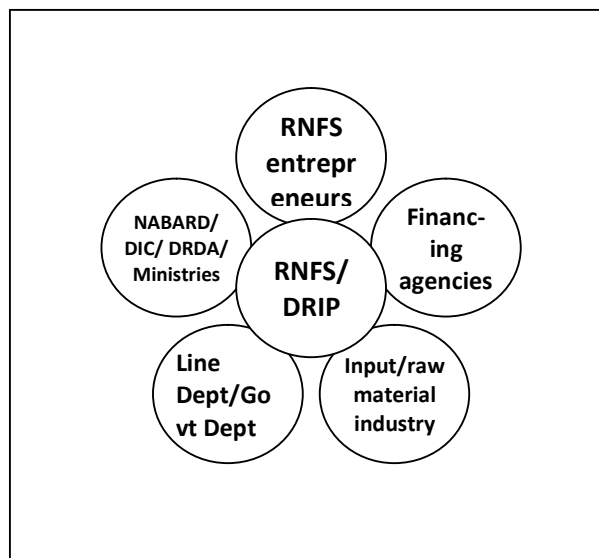 RNFS
entrepr
eneurs
NABARD/
DIC/ DRDA/
Ministries
Financ-
ing
agencies
RNFS/
DRIP
Line
Dept/Go
vt Dept
Input/raw
material
industry